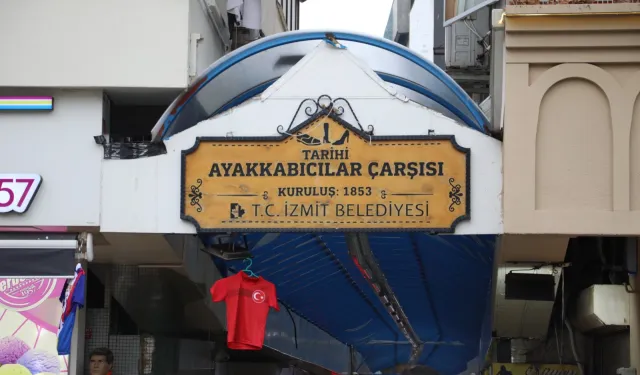 TARİHİ
AYAKKABICILAR ÇARŞISI
KURULUŞ: 1853
T.C. İZMİT BELEDİYESİ
57